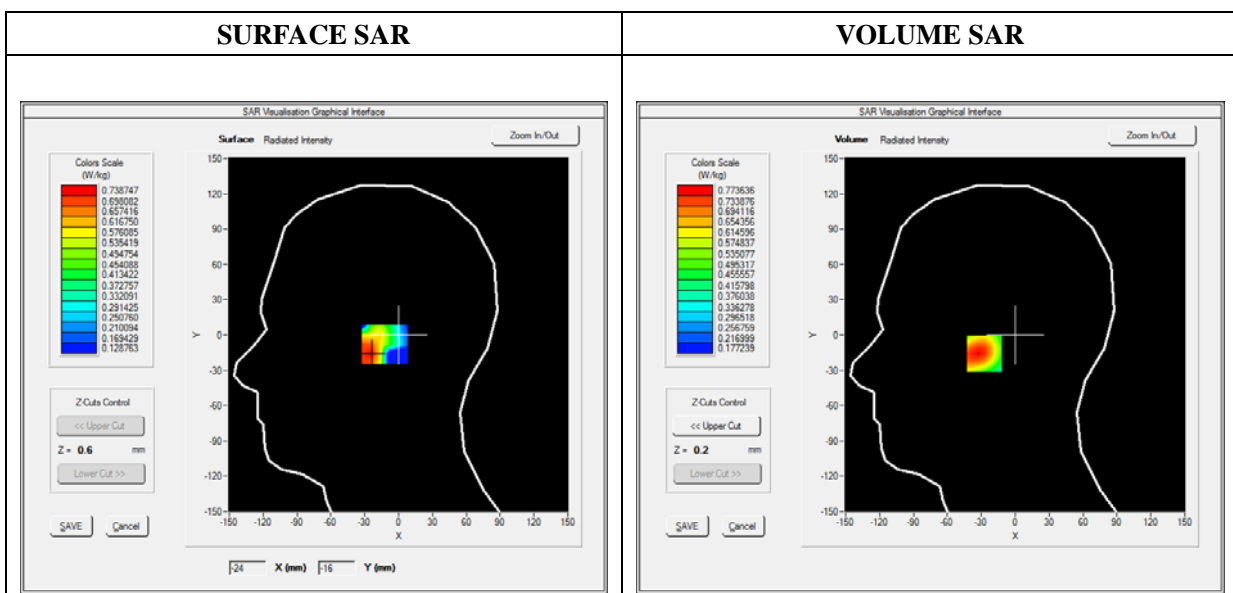 SURFACE SAR
VOLUME SAR
SAR Visualisation Graphical Interface
Surface Radiated Intensity
Zoom In/Out
Colors Scale
(W/kg)
0.738747
0.698082
0.657416
0.616750
0.576085
0.535419
0.494754
0.454088
0.413422
0.372757
0.332091
0.291425
0.250760
0.210094
0.169429
0.128763
150
120
90
60
30
0
-30
-60
-90
-120
-150
Y
-150 -120 -90 -60 -30 0 30 60 90 120 150
X
Z-Cuts Control
<< Upper Cut
Z = 0.6 mm
Lower Cut >>
SAVE Cancel
-24 X (mm) -16 Y (mm)
SAR Visualisation Graphical Interface
Volume Radiated Intensity
Zoom In/Out
Colors Scale
(W/kg)
0.773636
0.733876
0.694116
0.654356
0.614596
0.574837
0.535077
0.495317
0.455557
0.415798
0.376038
0.336278
0.296518
0.256759
0.216999
0.177239
150
120
90
60
30
0
-30
-60
-90
-120
-150
Y
-150 -120 -90 -60 -30 0 30 60 90 120 150
X
Z-Cuts Control
<< Upper Cut
Z = 0.2 mm
Lower Cut >>
SAVE Cancel